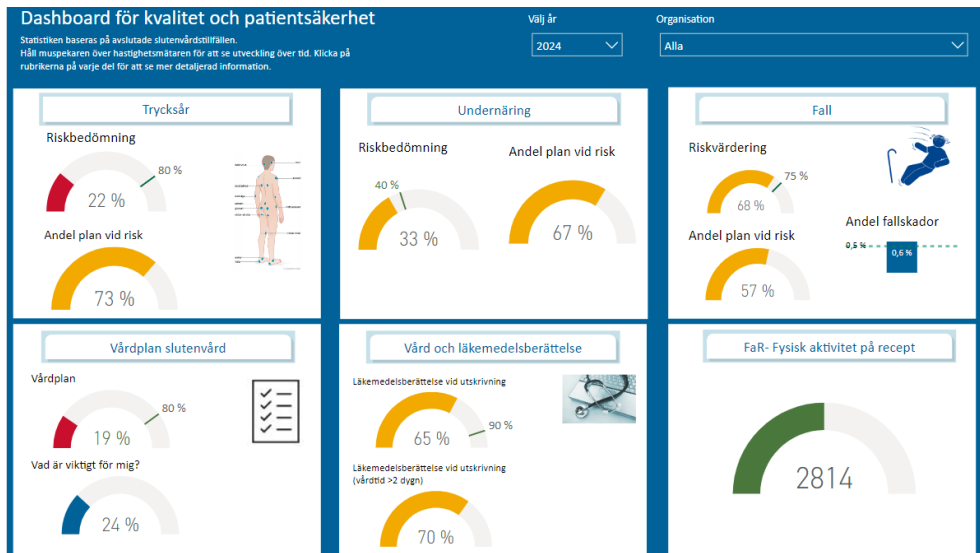 Dashboard för kvalitet och patientsäkerhet
Statistiken baseras på avslutade slutenvårdstillfällen.
Håll muspekaren över hastighetsmätaren för att se utveckling över tid. Klicka på
rubrikerna på varje del för att se mer detaljerad information.
Välj år
2024
Organisation
Alla
Trycksår
Riskbedömning
80 %
22 %
Andel plan vid risk
73 %
Undernäring
Riskbedömning
40 %
33 %
Andel plan vid risk
67 %
Fall
Riskvärdering
75 %
68 %
Andel plan vid risk
57 %
Andel fallskador
0,5 %
0,6 %
Vårdplan slutenvård
Vårdplan
80 %
19 %
Vad är viktigt för mig?
24 %
Vård och läkemedelsberättelse
Läkemedelsberättelse vid utskrivning
90 %
65 %
Läkemedelsberättelse vid utskrivning
(vårdtid >2 dygn)
70 %
FaR- Fysisk aktivitet på recept
2814